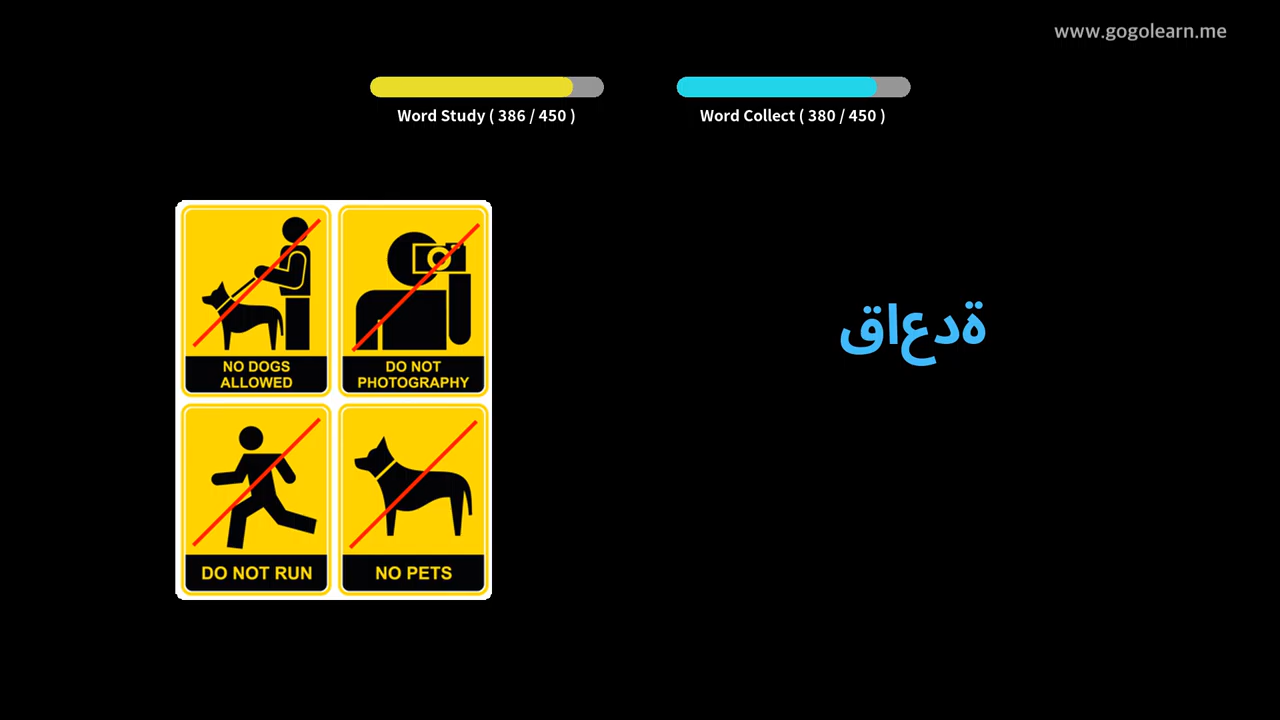 www.gogolearn.me
Word Study ( 386 / 450 )
Word Collect ( 380 / 450 )
NO DOGS
ALLOWED
DO NOT
PHOTOGRAPHY
ةدعاق
DO NOT RUN
NO PETS